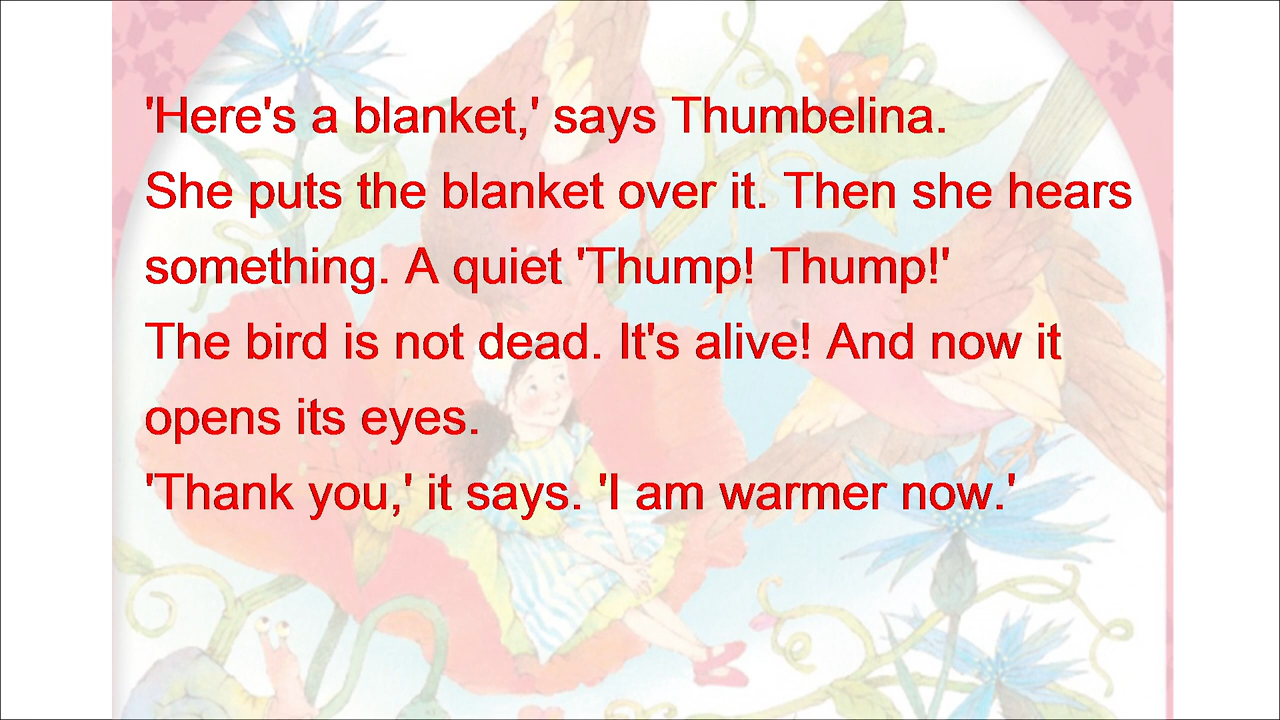 'Here's a blanket,' says Thumbelina.
She puts the blanket over it. Then she hears
something. A quiet 'Thump! Thump!'
The bird is not dead. It's alive! And now it
opens its eyes.
'Thank you,' it says. 'I am warmer now.'